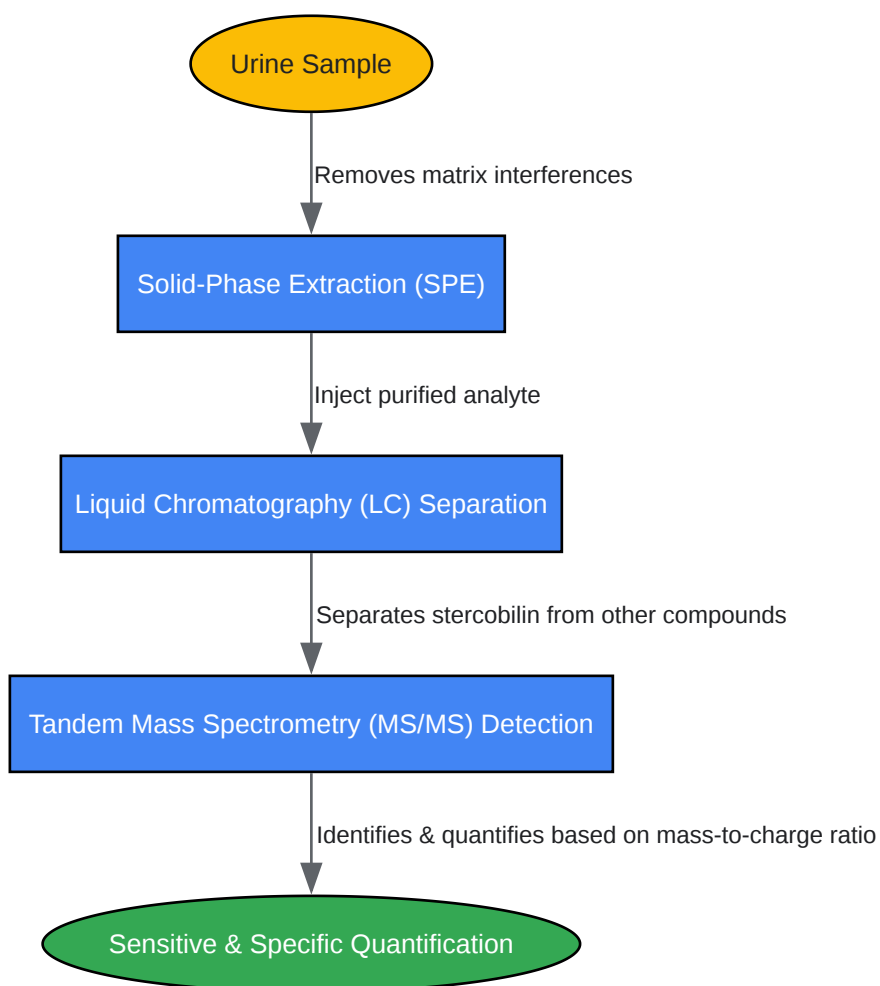 Urine Sample
Removes matrix interferences
Solid-Phase Extraction (SPE)
Inject purified analyte
Liquid Chromatography (LC) Separation
Separates stercobilin from other compounds
Tandem Mass Spectrometry (MS/MS) Detection
Identifies & quantifies based on mass-to-charge ratio
Sensitive & Specific Quantification